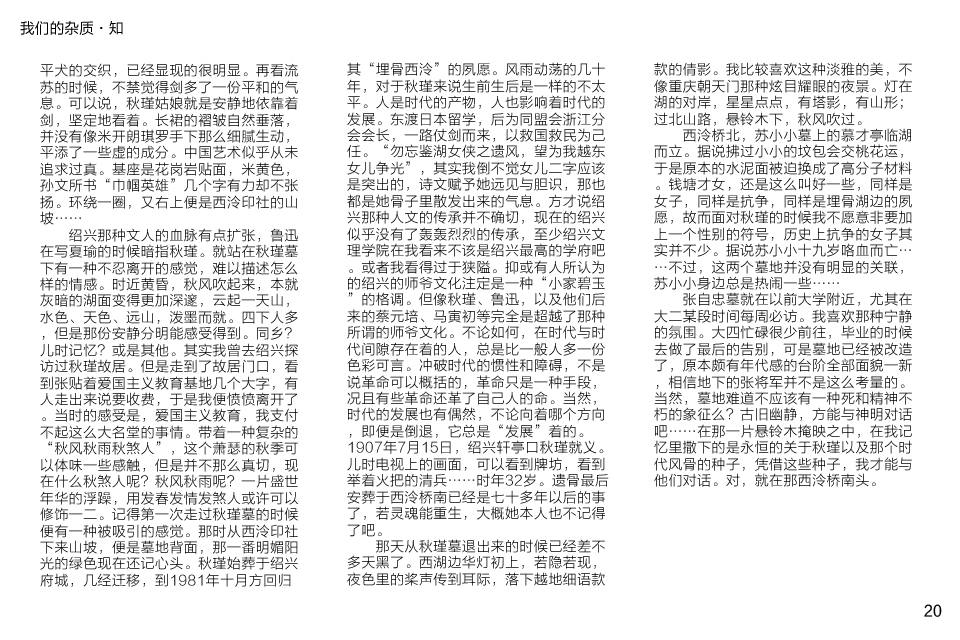 我们的杂质·知
平犬的交织，已经显现的很明显。再看流
苏的时候，不禁觉得剑多了一份平和的气
息。可以说，秋瑾姑娘就是安静地依靠着
剑，坚定地看着。长裙的褶皱自然垂落，
并没有像米开朗琪罗手下那么细腻生动，
平添了一些虚的成分。中国艺术似乎从未
追求过真。基座是花岗岩贴面，米黄色，
孙文所书“巾帼英雄”几个字有力却不张
扬。环绕一圈，又右上便是西泠印社的山
坡……
绍兴那种文人的血脉有点扩张，鲁迅
在写夏瑜的时候暗指秋瑾。就站在秋瑾墓
下有一种不忍离开的感觉，难以描述怎么
样的情感。时近黄昏，秋风吹起来，本就
灰暗的湖面变得更加深邃，云起一天山，
水色、天色、远山，泼墨而就。四下人多
，但是那份安静分明能感受得到。同乡？
儿时记忆？或是其他。其实我曾去绍兴探
访过秋瑾故居。但是走到了故居门口，看
到张贴着爱国主义教育基地几个大字，有
人走出来说要收费，于是我便愤愤离开了
。当时的感受是，爱国主义教育，我支付
不起这么大名堂的事情。带着一种复杂的
“秋风秋雨秋煞人”，这个萧瑟的秋季可
以体味一些感触，但是并不那么真切，现
在什么秋煞人呢？秋风秋雨呢？一片盛世
年华的浮躁，用发春发情发煞人或许可以
修饰一二。记得第一次走过秋瑾墓的时候
便有一种被吸引的感觉。那时从西泠印社
下来山坡，便是墓地背面，那一番明媚阳
光的绿色现在还记心头。秋瑾始葬于绍兴
府城，几经迁移，到1981年十月方回归
其“埋骨西泠”的夙愿。风雨动荡的几十
年，对于秋瑾来说生前生后是一样的不太
平。人是时代的产物，人也影响着时代的
发展。东渡日本留学，后为同盟会浙江分
会会长，一路仗剑而来，以救国救民为己
任。“勿忘鉴湖女侠之遗风，望为我越东
女儿争光”，其实我倒不觉女儿二字应该
是突出的，诗文赋予她远见与胆识，那也
都是她骨子里散发出来的气息。方才说绍
兴那种人文的传承并不确切，现在的绍兴
似乎没有了轰轰烈烈的传承，至少绍兴文
理学院在我看来不该是绍兴最高的学府吧
。或者我看得过于狭隘。抑或有人所认为
的绍兴的师爷文化注定是一种“小家碧玉
”的格调。但像秋瑾、鲁迅，以及他们后
来的蔡元培、马寅初等完全是超越了那种
所谓的师爷文化。不论如何，在时代与时
代间隙存在着的人，总是比一般人多一份
色彩可言。冲破时代的惯性和障碍，不是
说革命可以概括的，革命只是一种手段，
况且有些革命还革了自己人的命。当然，
时代的发展也有偶然，不论向着哪个方向
，即便是倒退，它总是“发展”着的。
1907年7月15日，绍兴轩亭口秋瑾就义。
儿时电视上的画面，可以看到牌坊，看到
举着火把的清兵……时年32岁。遗骨最后
安葬于西泠桥南已经是七十多年以后的事
了，若灵魂能重生，大概她本人也不记得
了吧。
那天从秋瑾墓退出来的时候已经差不
多天黑了。西湖边华灯初上，若隐若现，
夜色里的桨声传到耳际，落下越地细语款
款的倩影。我比较喜欢这种淡雅的美，不
像重庆朝天门那种炫目耀眼的夜景。灯在
湖的对岸，星星点点，有塔影，有山形；
过北山路，悬铃木下，秋风吹过。
西泠桥北，苏小小墓上的慕才亭临湖
而立。据说拂过小小的坟包会交桃花运，
于是原本的水泥面被迫换成了高分子材料
。钱塘才女，还是这么叫好一些，同样是
女子，同样是抗争，同样是埋骨湖边的夙
愿，故而面对秋瑾的时候我不愿意非要加
上一个性别的符号，历史上抗争的女子其
实并不少。据说苏小小十九岁咯血而亡…
…不过，这两个墓地并没有明显的关联，
苏小小身边总是热闹一些……
张自忠墓就在以前大学附近，尤其在
大二某段时间每周必访。我喜欢那种宁静
的氛围。大四忙碌很少前往，毕业的时候
去做了最后的告别，可是墓地已经被改造
了，原本颇有年代感的台阶全部面貌一新
，相信地下的张将军并不是这么考量的。
当然，墓地难道不应该有一种死和精神不
朽的象征么？古旧幽静，方能与神明对话
吧……在那一片悬铃木掩映之中，在我记
忆里撒下的是永恒的关于秋瑾以及那个时
代风骨的种子，凭借这些种子，我才能与
他们对话。对，就在那西泠桥南头。
20